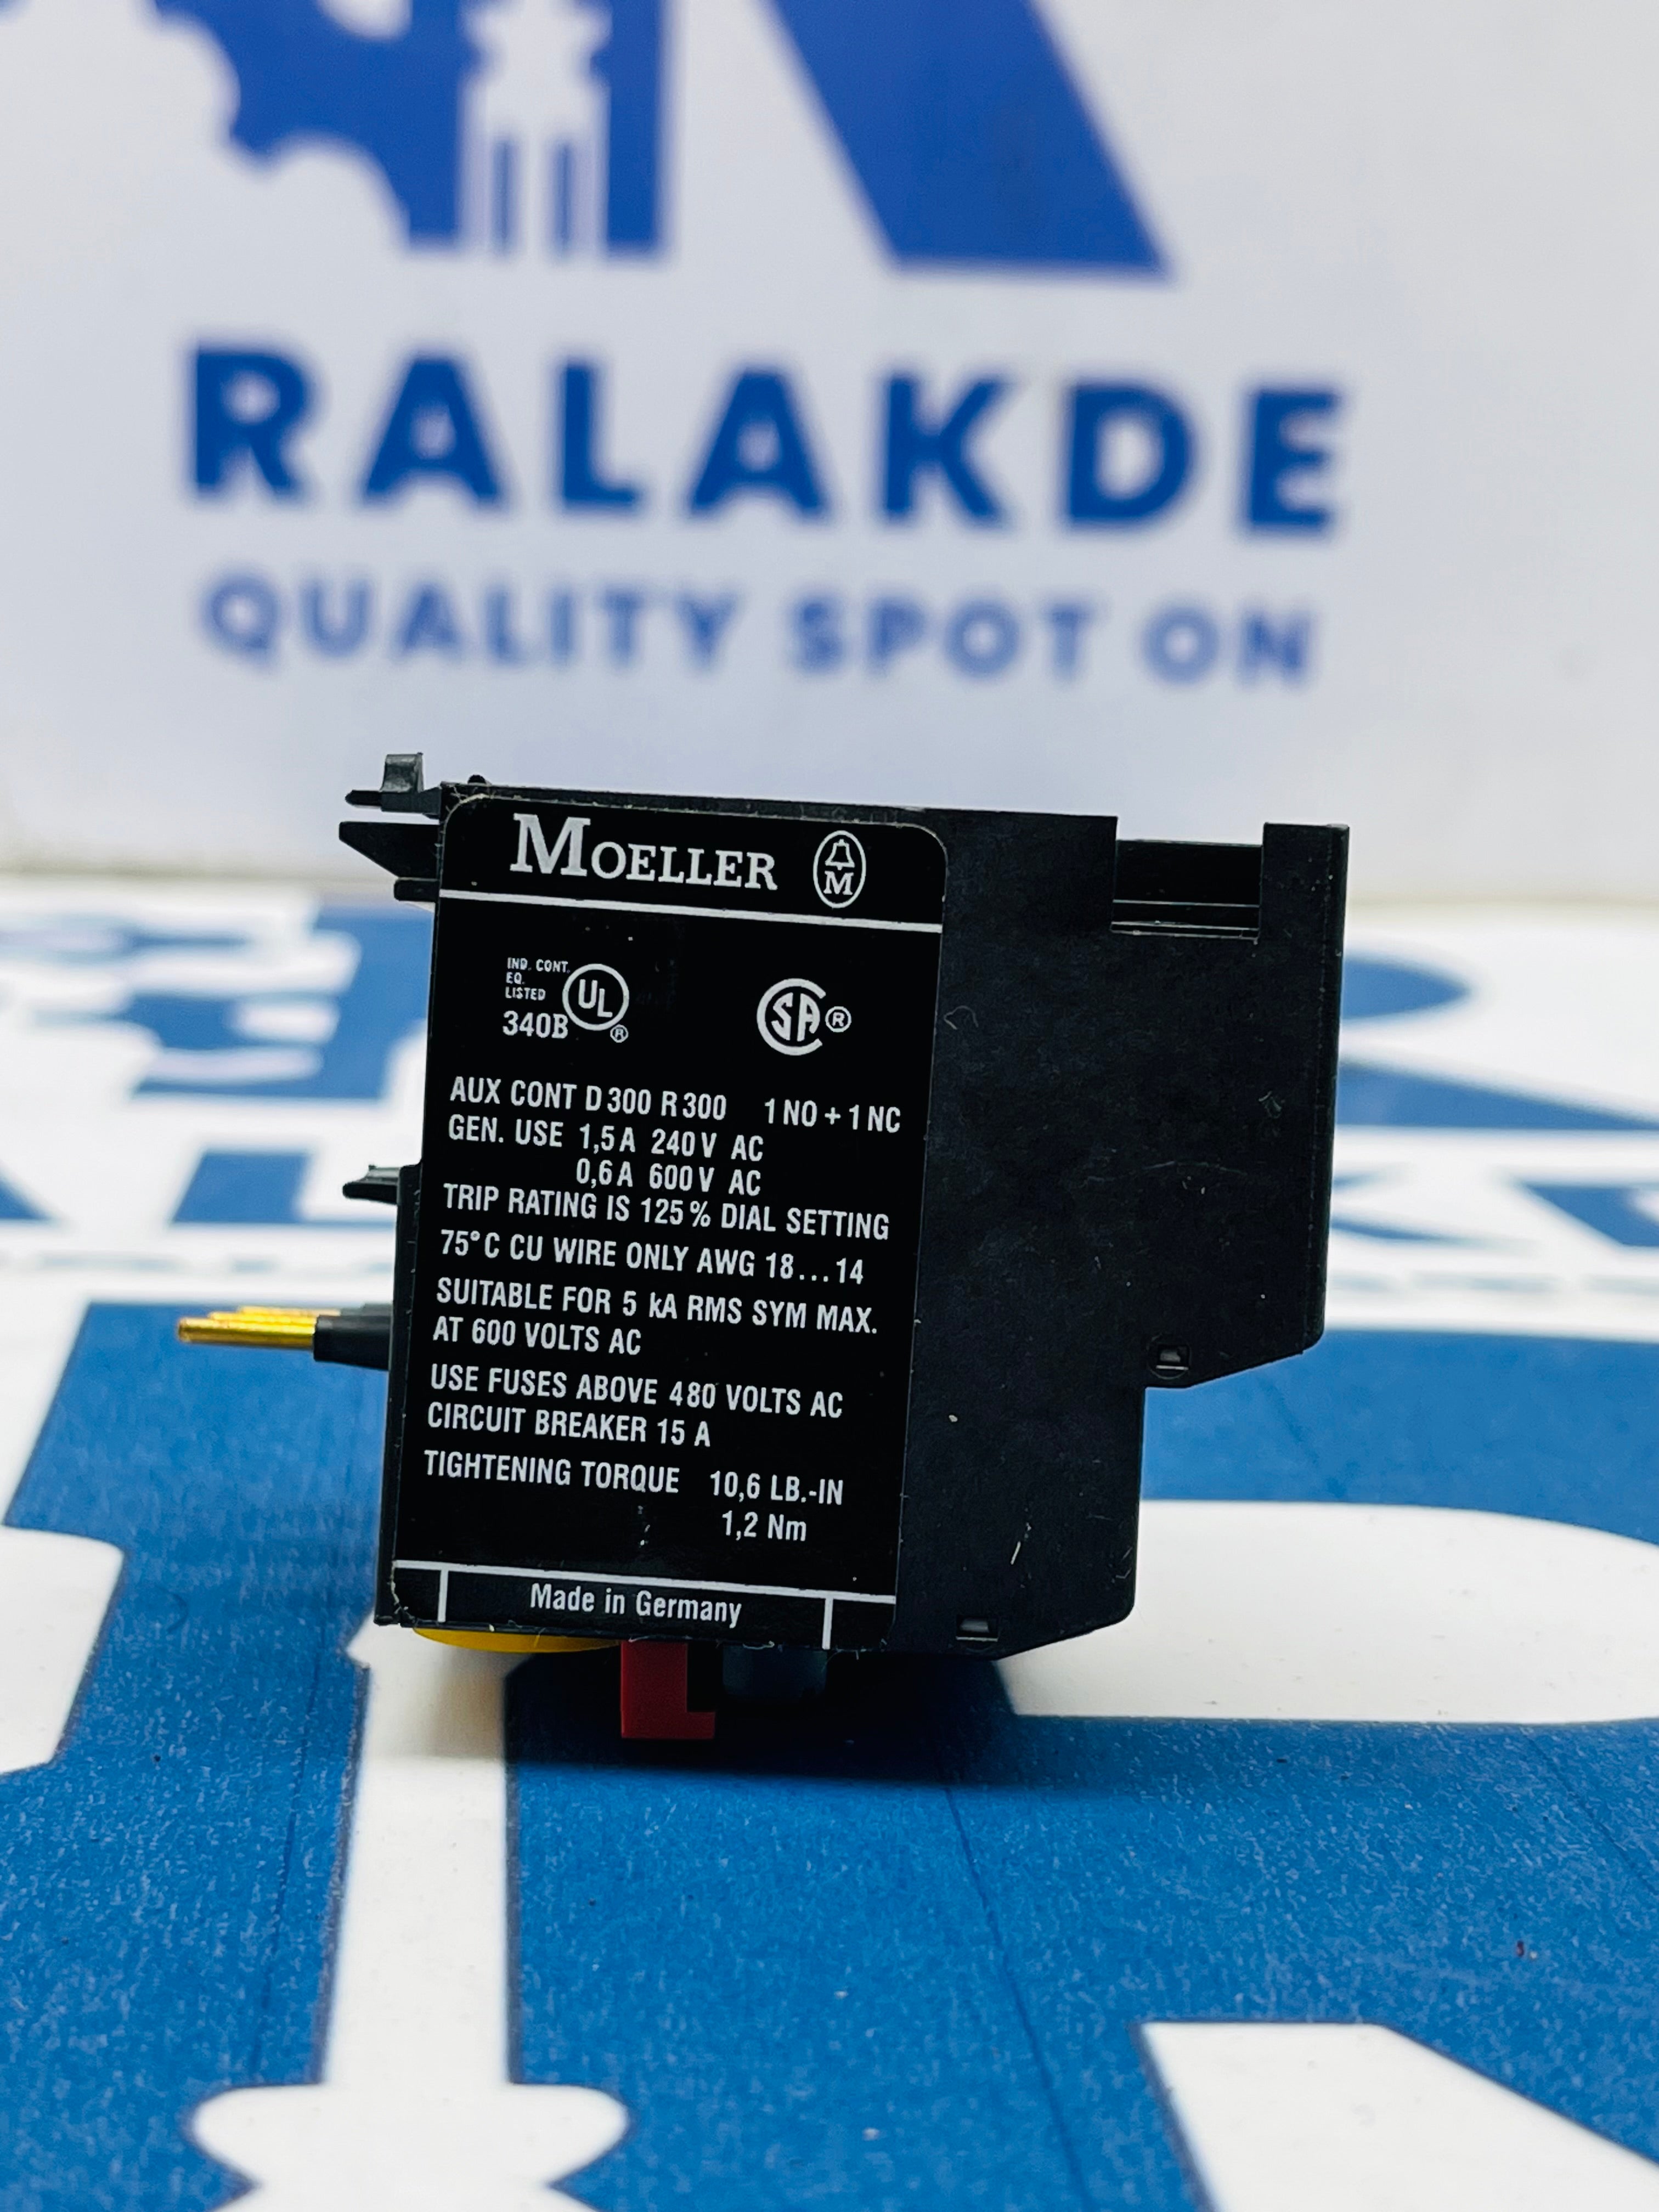 RALAKDE
QUALITY SPOT ON
MOELLER M
IND. CONT.
EQ.
LISTED
340B UL ®
SA ®
AUX CONT D 300 R 300 1 NO + 1 NC
GEN. USE 1,5 A 240 V AC
0,6 A 600 V AC
TRIP RATING IS 125 % DIAL SETTING
75°C CU WIRE ONLY AWG 18...14
SUITABLE FOR 5 kA RMS SYM MAX.
AT 600 VOLTS AC
USE FUSES ABOVE 480 VOLTS AC
CIRCUIT BREAKER 15 A
TIGHTENING TORQUE 10,6 LB.-IN
1,2 Nm
Made in Germany